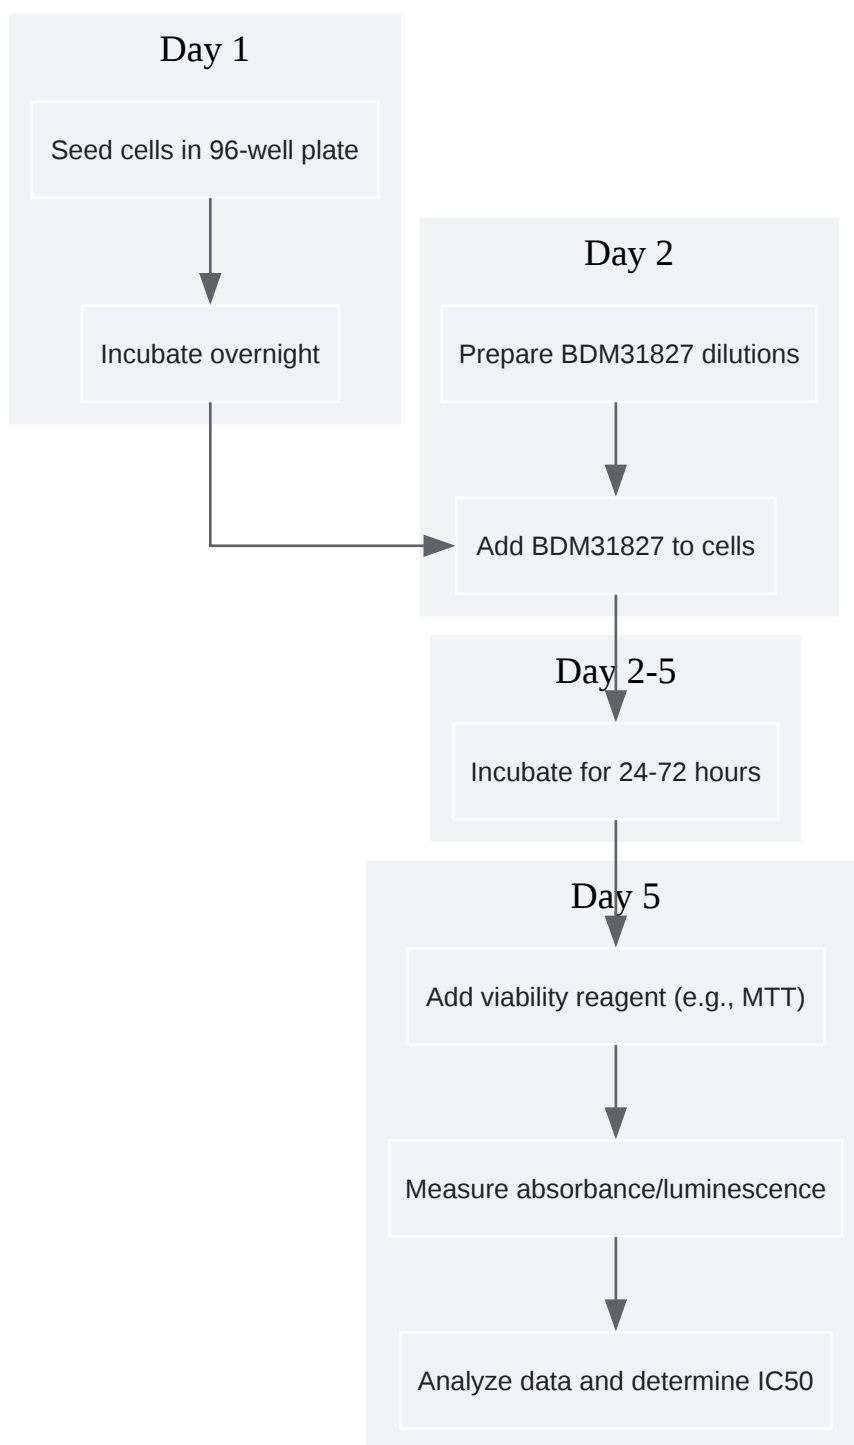 Day 1
Seed cells in 96-well plate
Incubate overnight
Day 2
Prepare BDM31827 dilutions
Add BDM31827 to cells
Day 2-5
Incubate for 24-72 hours
Day 5
Add viability reagent (e.g., MTT)
Measure absorbance/luminescence
Analyze data and determine IC50